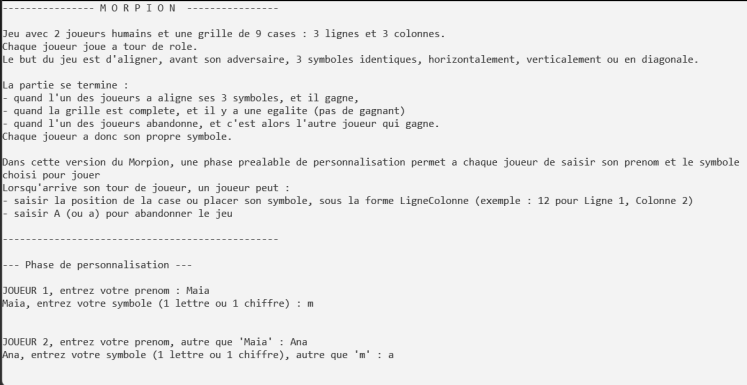 ---------------- M O R P I O N ----------------
Jeu avec 2 joueurs humains et une grille de 9 cases : 3 lignes et 3 colonnes.
Chaque joueur joue a tour de role.
Le but du jeu est d'aligner, avant son adversaire, 3 symboles identiques, horizontalement, verticalement ou en diagonale.
La partie se termine :
- quand l'un des joueurs a aligne ses 3 symboles, et il gagne,
- quand la grille est complete, et il y a une egalite (pas de gagnant)
- quand l'un des joueurs abandonne, et c'est alors l'autre joueur qui gagne.
Chaque joueur a donc son propre symbole.
Dans cette version du Morpion, une phase prealable de personnalisation permet a chaque joueur de saisir son prenom et le symbole
choisi pour jouer
Lorsqu'arrive son tour de joueur, un joueur peut :
- saisir la position de la case ou placer son symbole, sous la forme LigneColonne (exemple : 12 pour Ligne 1, Colonne 2)
- saisir A (ou a) pour abandonner le jeu
------------------------------------------------
--- Phase de personnalisation ---
JOUEUR 1, entrez votre prenom : Maia
Maia, entrez votre symbole (1 lettre ou 1 chiffre) : m
JOUEUR 2, entrez votre prenom, autre que 'Maia' : Ana
Ana, entrez votre symbole (1 lettre ou 1 chiffre), autre que 'm' : a